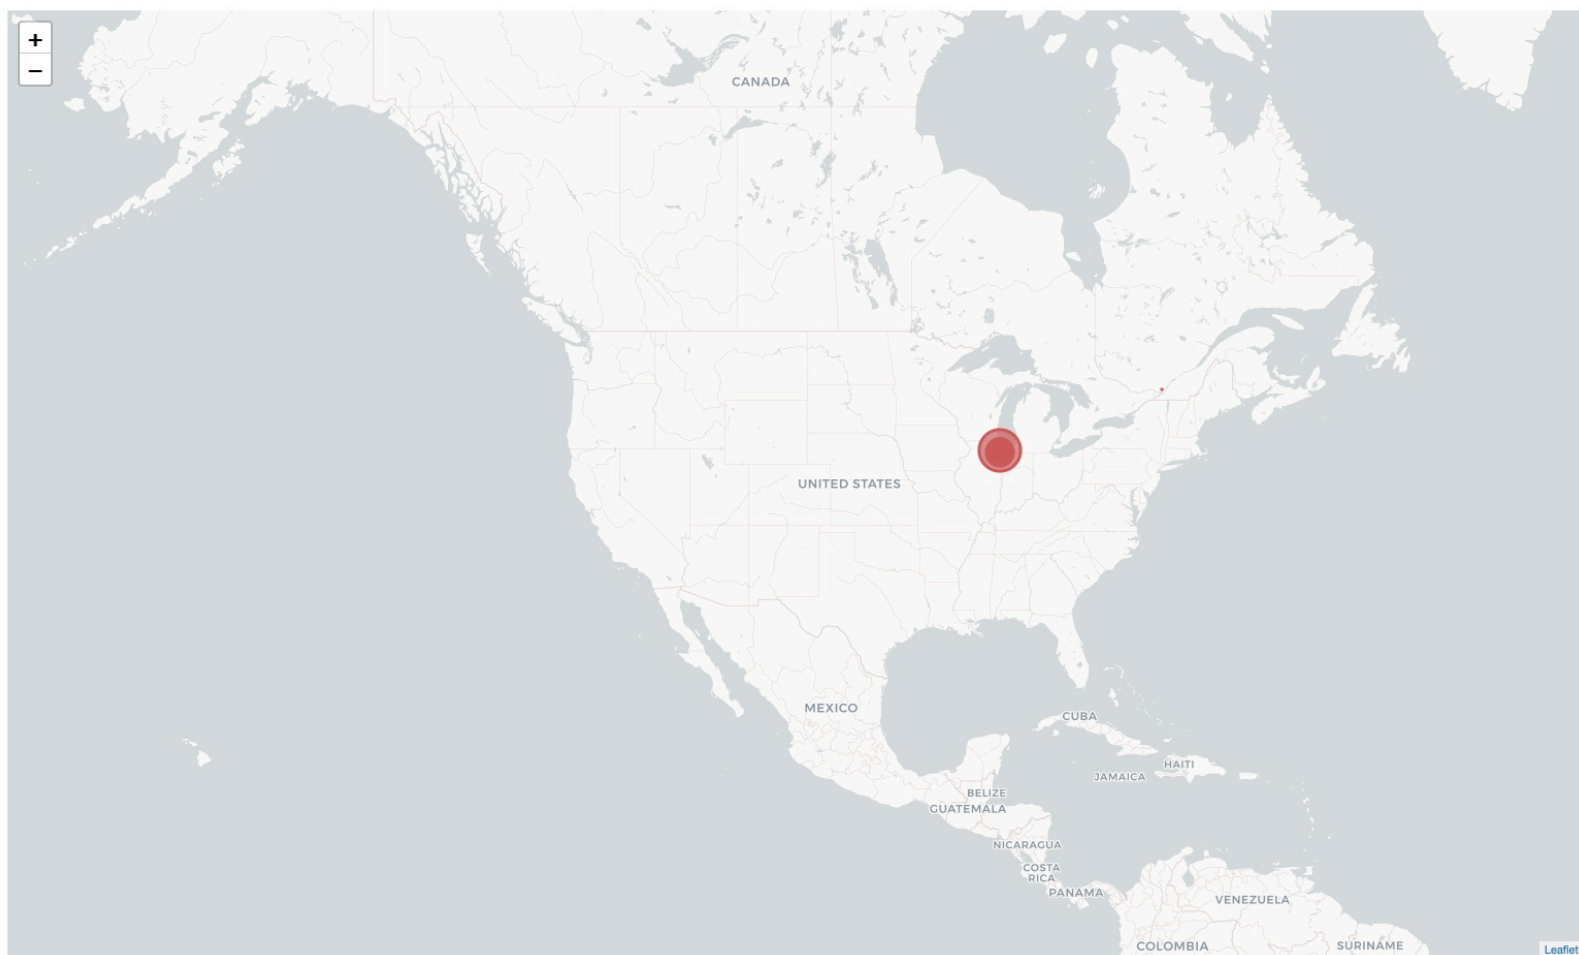 +
−
CANADA
UNITED STATES
MEXICO
CUBA
HAITI
JAMAICA
BELIZE
GUATEMALA
NICARAGUA
COSTA
RICA
PANAMA
VENEZUELA
COLOMBIA
SURINAME
Leaflet